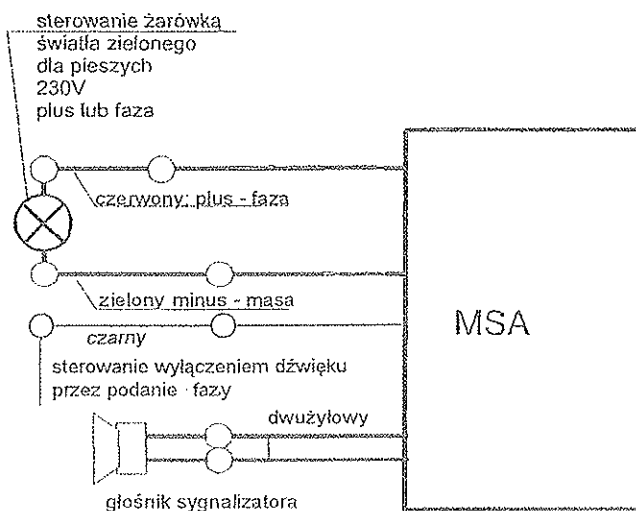 sterowanie żarówką
światła zielonego
dla pieszych
230V
plus lub faza
czerwony: plus - faza
zielony minus - masa
MSA
czarny
sterowanie wyłączeniem dźwięku
przez podanie - fazy
dwużyłowy
głośnik sygnalizatora